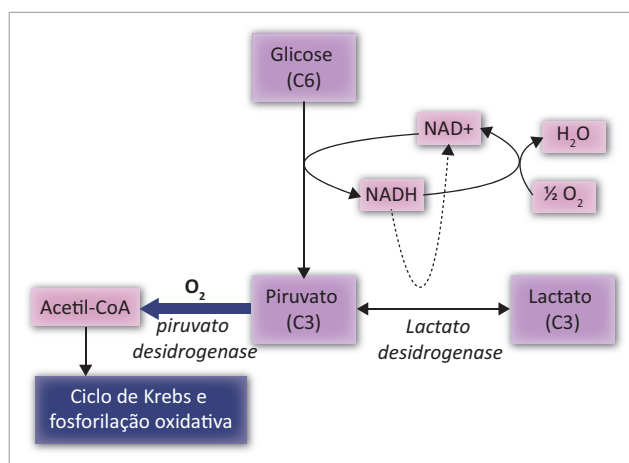 Glicose
(C6)
NAD+
H₂O
NADH
½ O₂
O₂
Acetil-CoA
piruvato
desidrogenase
Piruvato
(C3)
Lactato
desidrogenase
Lactato
(C3)
Ciclo de Krebs e
fosforilação oxidativa